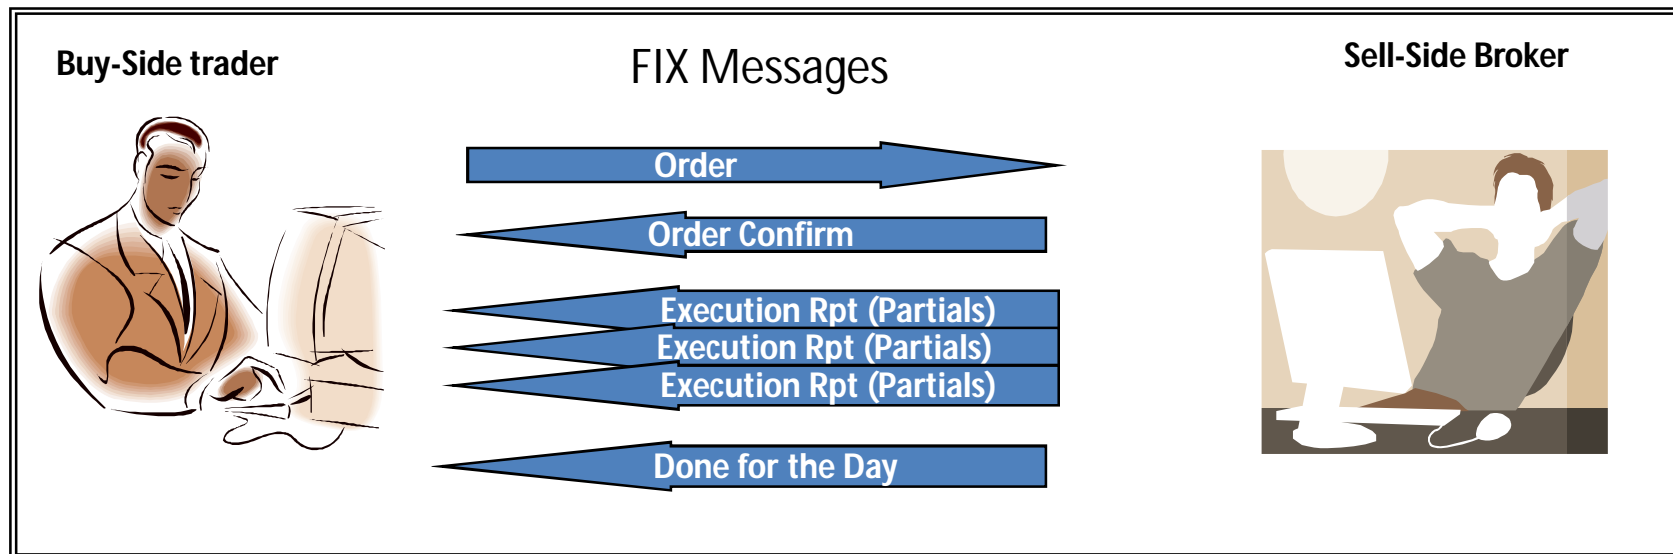 Buy-Side trader
FIX Messages
Sell-Side Broker
Order
Order Confirm
Execution Rpt (Partials)
Execution Rpt (Partials)
Execution Rpt (Partials)
Done for the Day